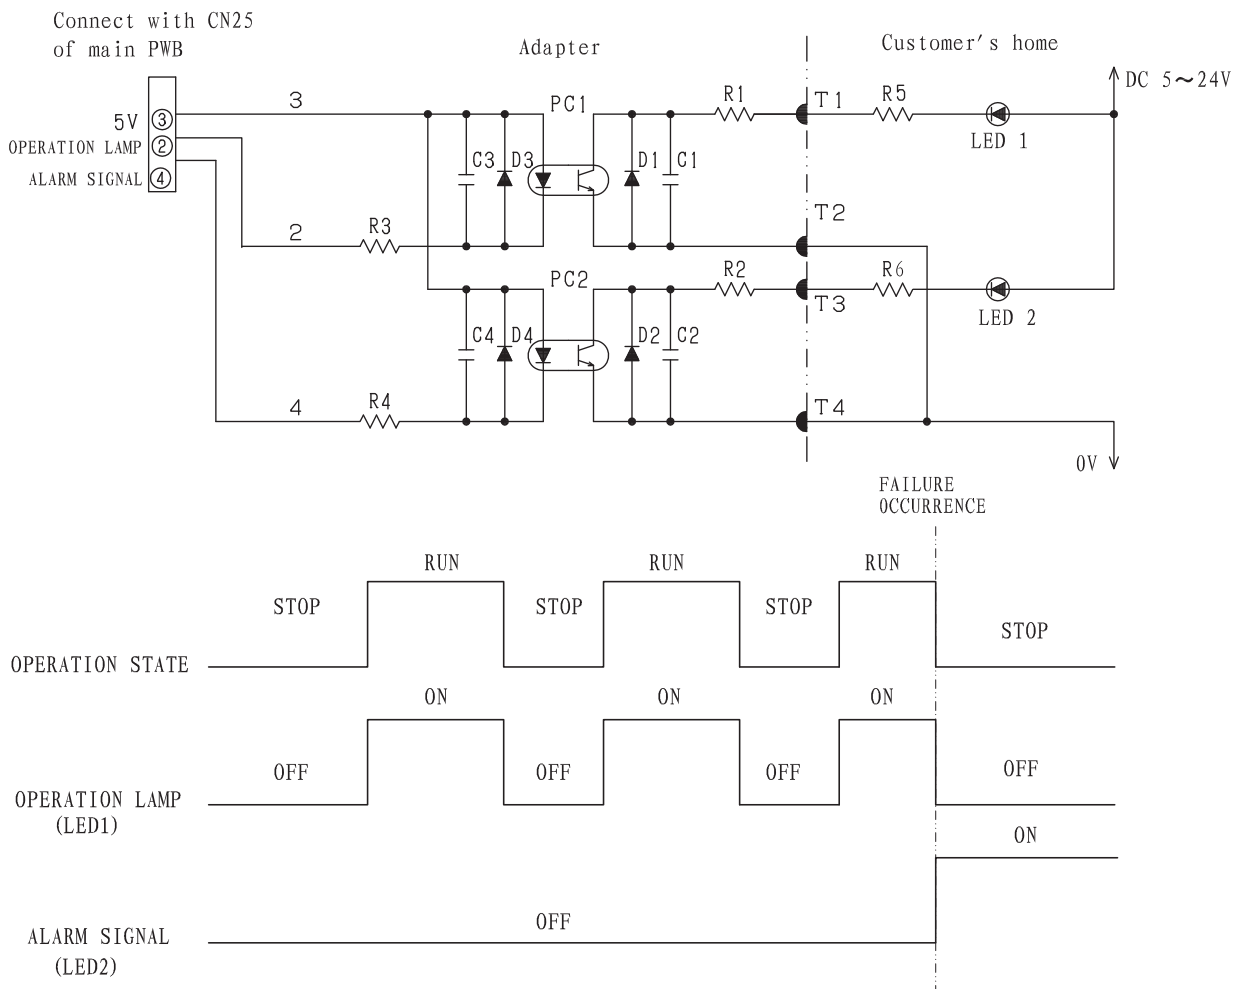 Connect with CN25
of main PWB
Adapter
Customer's home
DC 5～24V
3
PC1
R1
T1
R5
5V ③
OPERATION LAMP ②
ALARM SIGNAL ④
LED 1
C3
D3
D1
C1
2
R3
T2
PC2
R2
R6
T3
LED 2
C4
D4
D2
C2
4
R4
T4
0V
FAILURE
OCCURRENCE
RUN
RUN
RUN
STOP
STOP
STOP
STOP
OPERATION STATE
ON
ON
ON
OFF
OFF
OFF
OFF
OPERATION LAMP
(LED1)
ON
OFF
ALARM SIGNAL
(LED2)